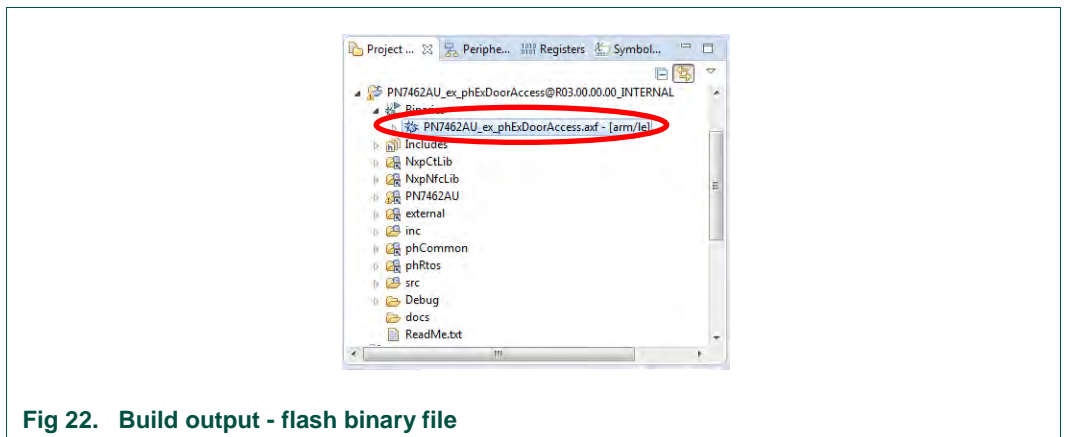 Project ... Periphe... Registers Symbol...
PN7462AU_ex_phExDoorAccess@R03.00.00.00_INTERNAL
Binaries
PN7462AU_ex_phExDoorAccess.axf - [arm/le]
Includes
NxpCtLib
NxpNfcLib
PN7462AU
external
inc
phCommon
phRtos
src
Debug
docs
ReadMe.txt
Fig 22. Build output - flash binary file